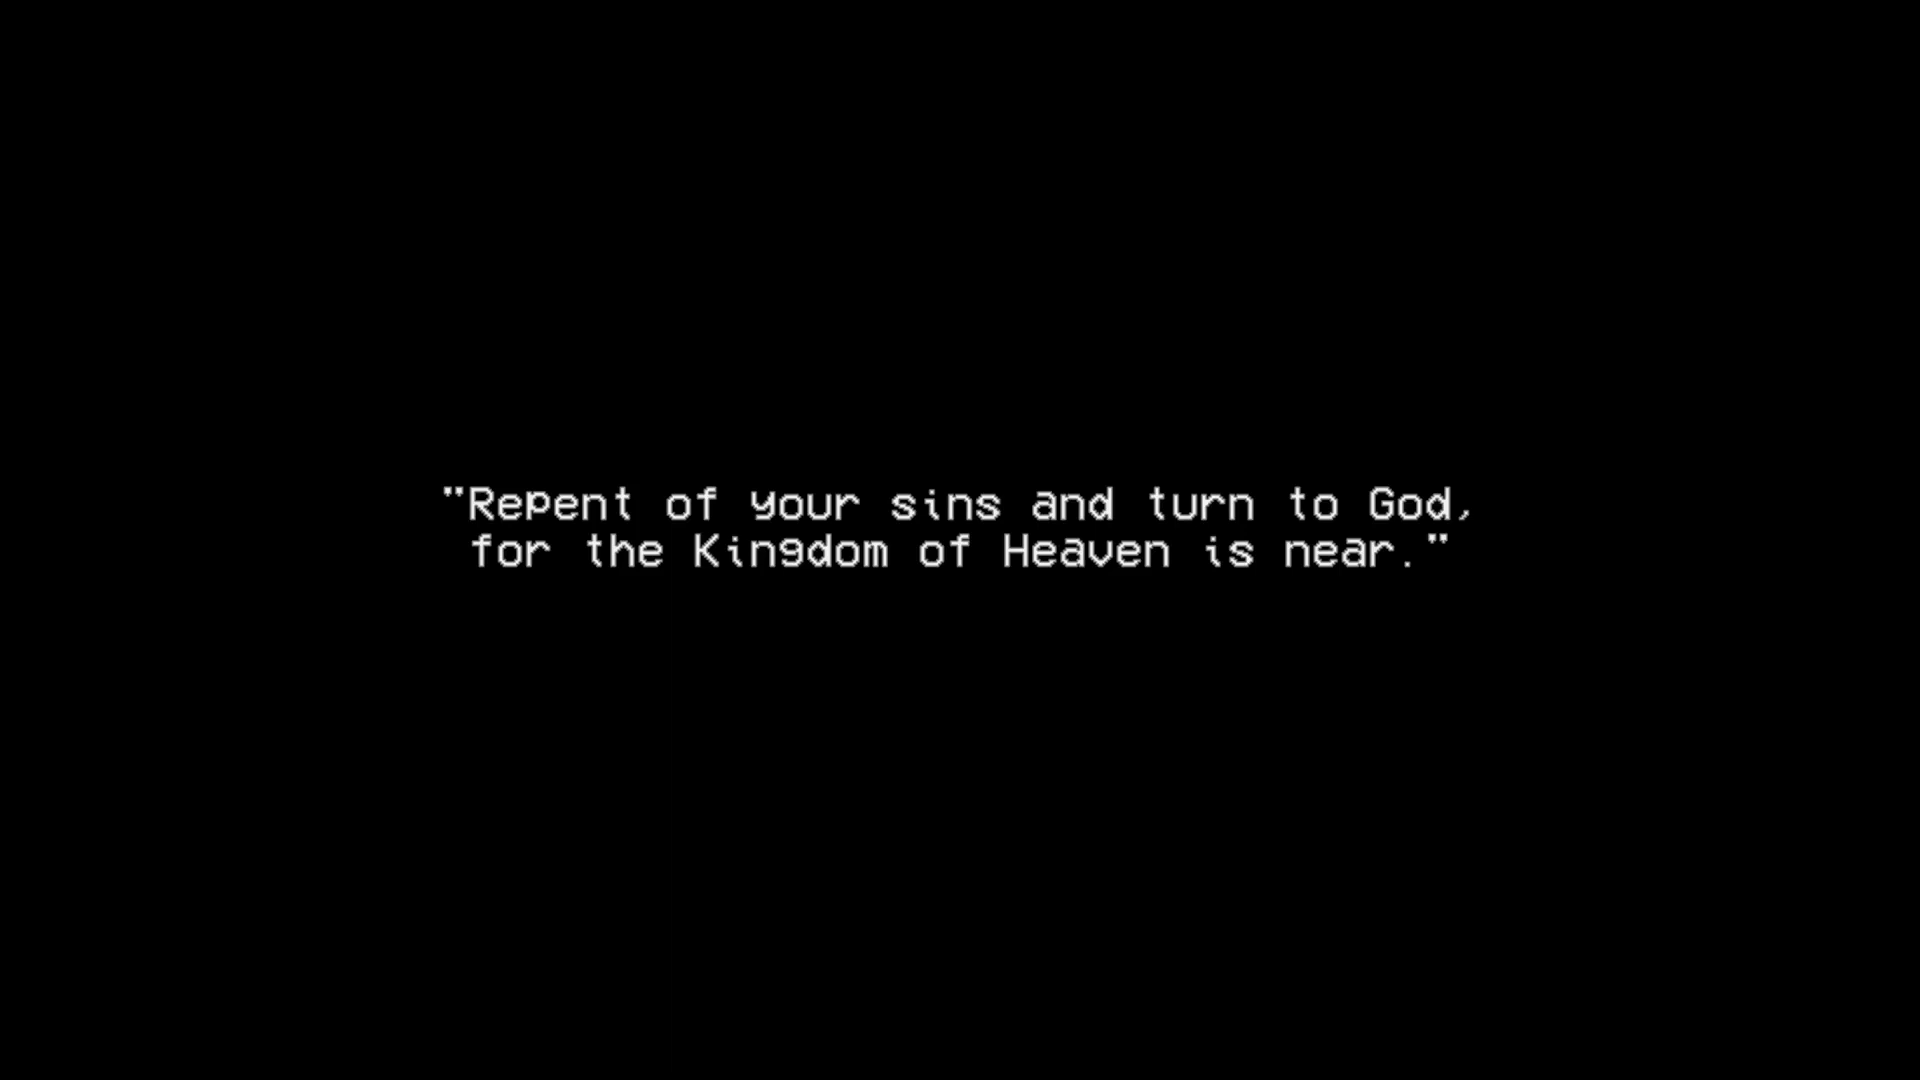 "Repent of your sins and turn to God,
for the Kingdom of Heaven is near."